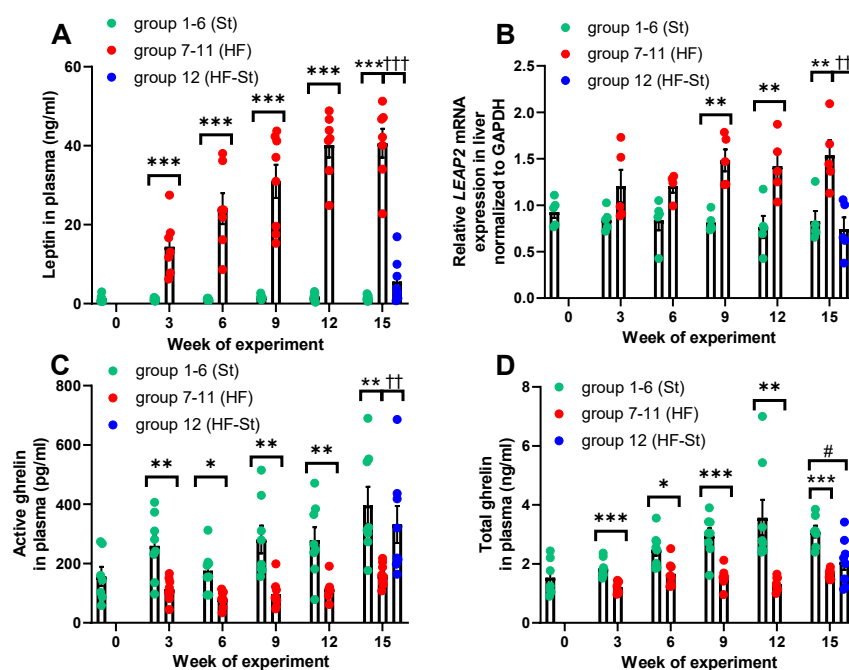 A
group 1-6 (St)
group 7-11 (HF)
group 12 (HF-St)
*** *** *** *** *** †††
Leptin in plasma (ng/ml)
60
40
20
0
0 3 6 9 12 15
Week of experiment
B
group 1-6 (St)
group 7-11 (HF)
group 12 (HF-St)
** ** ** ††
Relative LEAP2 mRNA
expression in liver
normalized to GAPDH
2.5
2.0
1.5
1.0
0.5
0.0
0 3 6 9 12 15
Week of experiment
C
group 1-6 (St)
group 7-11 (HF)
group 12 (HF-St)
** * ** ** ** ††
Active ghrelin
in plasma (pg/ml)
800
600
400
200
0
0 3 6 9 12 15
Week of experiment
D
group 1-6 (St)
group 7-11 (HF)
group 12 (HF-St)
*** * *** ** *** #
Total ghrelin
in plasma (ng/ml)
8
6
4
2
0
0 3 6 9 12 15
Week of experiment